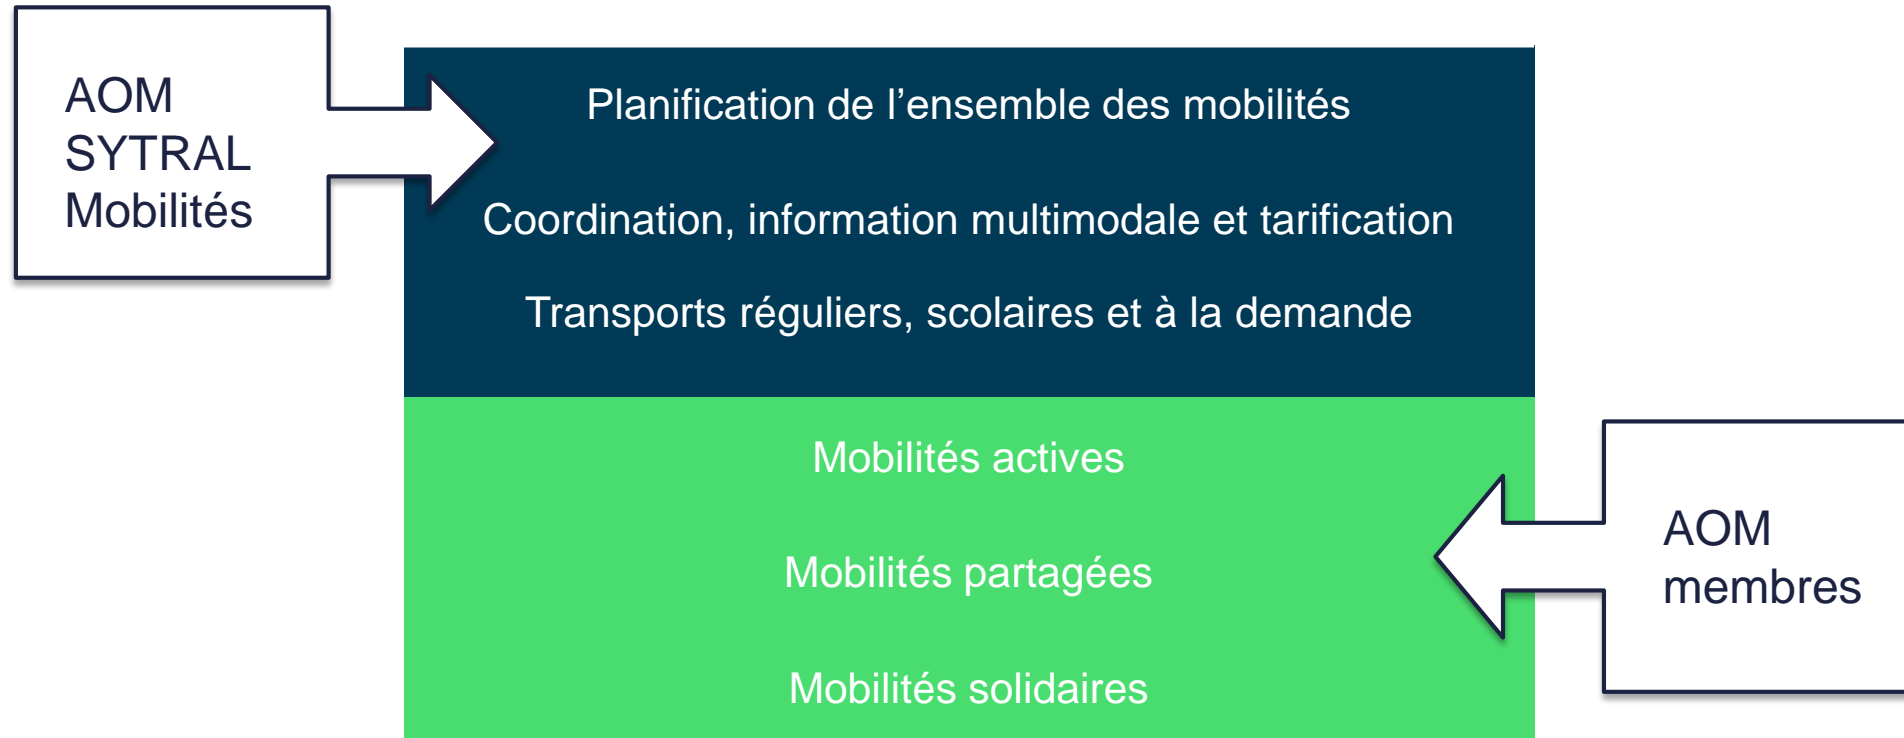 AOM
SYTRAL
Mobilités
Planification de l’ensemble des mobilités
Coordination, information multimodale et tarification
Transports réguliers, scolaires et à la demande
Mobilités actives
Mobilités partagées
Mobilités solidaires
AOM
membres